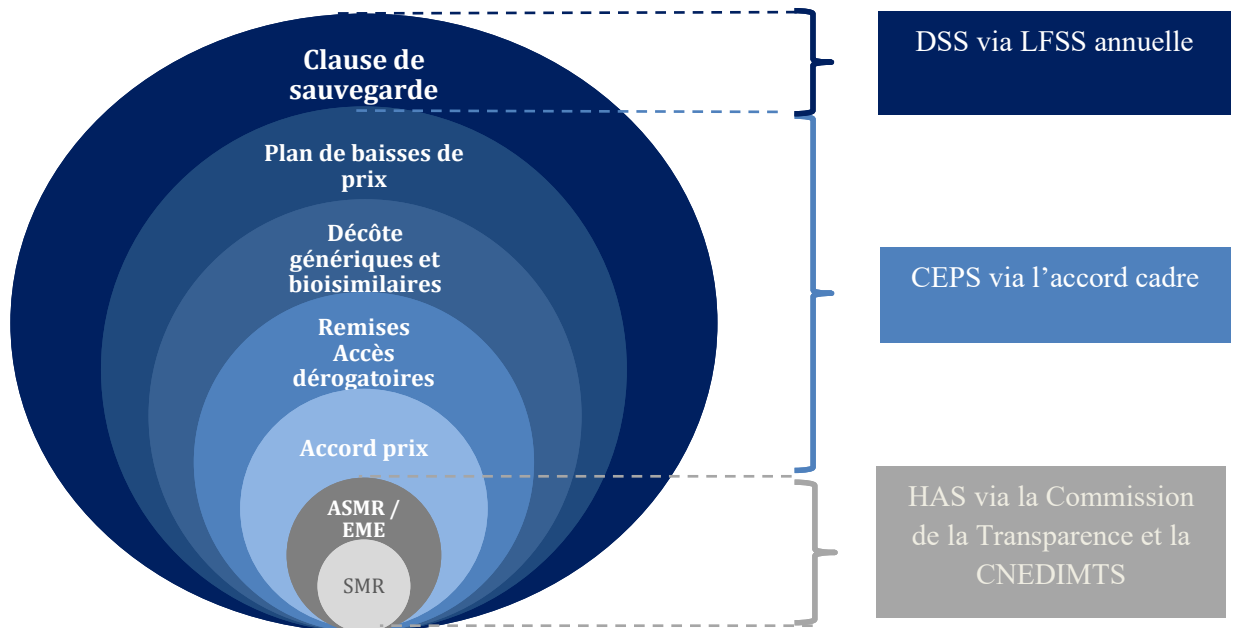 Clause de
sauvegarde
Plan de baisses de
prix
Décôte
génériques et
bioisimilaires
Remises
Accès
dérogatoires
Accord prix
ASMR /
EME
SMR
DSS via LFSS annuelle
CEPS via l’accord cadre
HAS via la Commission
de la Transparence et la
CNEDIMTS